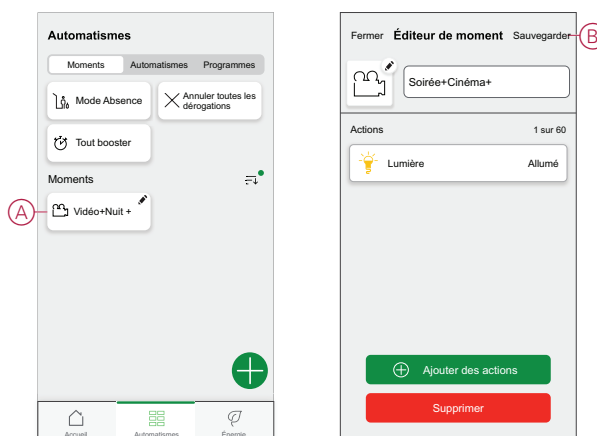 Automatismes
Moments Automatismes Programmes
Mode Absence
Annuler toutes les
dérogations
Tout booster
Moments
A
Vidéo+Nuit +
Accueil Automatismes Énergie
Fermer Éditeur de moment Sauvegarder
B
Soirée+Cinéma+
Actions 1 sur 60
Lumière Allumé
Ajouter des actions
Supprimer